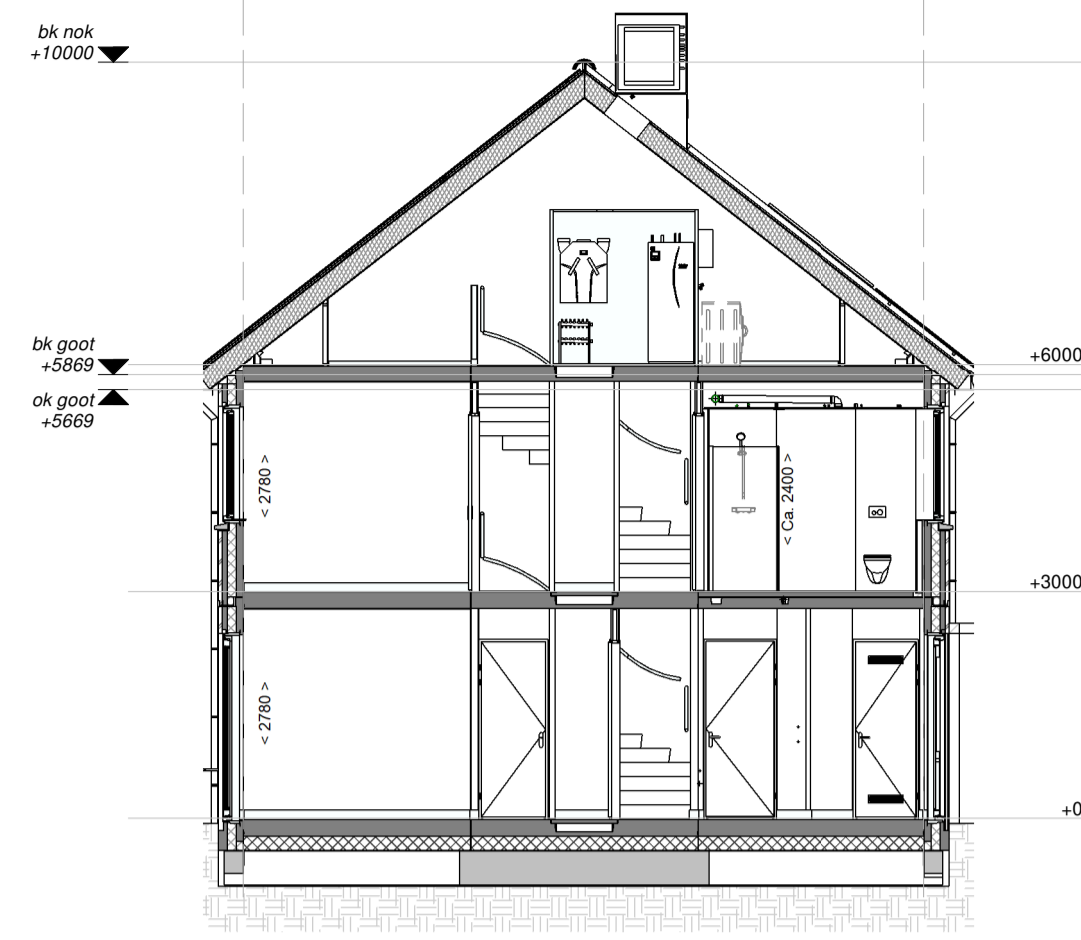 bk nok
+10000
bk goot
+5869
+6000
ok goot
+5669
< 2780 >
< Ca. 2400 >
+3000
< 2780 >
+0